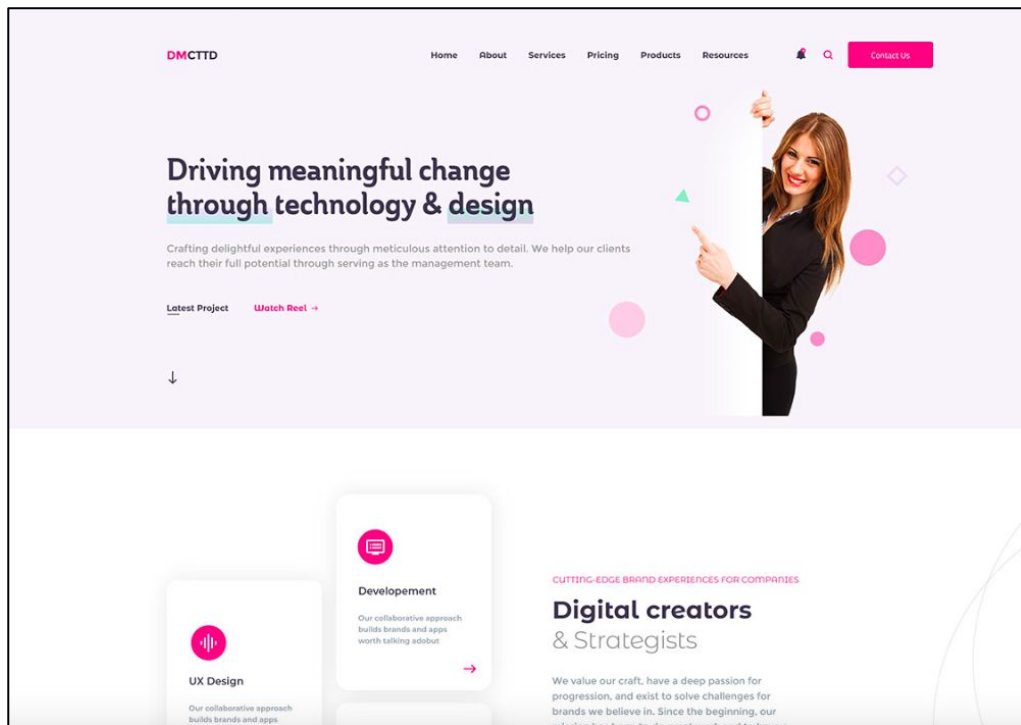 DMCTTD
Home About Services Pricing Products Resources Contact Us
Driving meaningful change
through technology & design
Crafting delightful experiences through meticulous attention to detail. We help our clients
reach their full potential through serving as the management team.
Latest Project Watch Reel →
Developement
Our collaborative approach
builds brands and apps
worth talking adobut
UX Design
Our collaborative approach
builds brands and apps
CUTTING-EDGE BRAND EXPERIENCES FOR COMPANIES
Digital creators
& Strategists
We value our craft, have a deep passion for
progression, and exist to solve challenges for
brands we believe in. Since the beginning, our